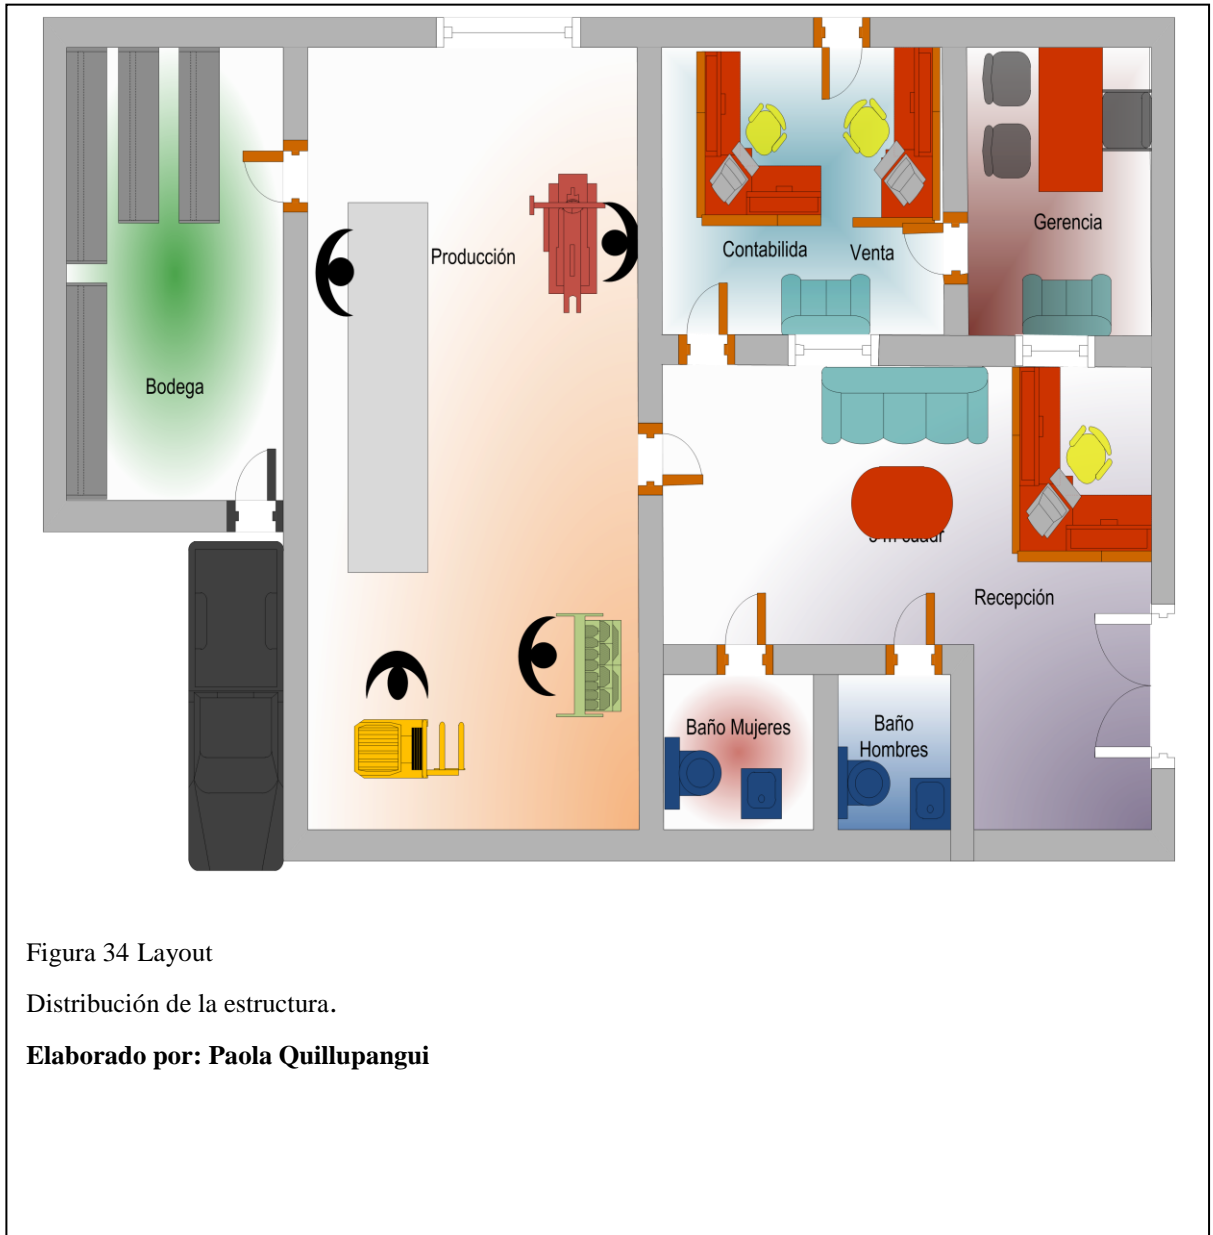 Producción
Contabilida
Venta
Gerencia
Bodega
Recepción
Baño Mujeres
Baño
Hombres
Figura 34 Layout
Distribución de la estructura.
Elaborado por: Paola Quillupangui